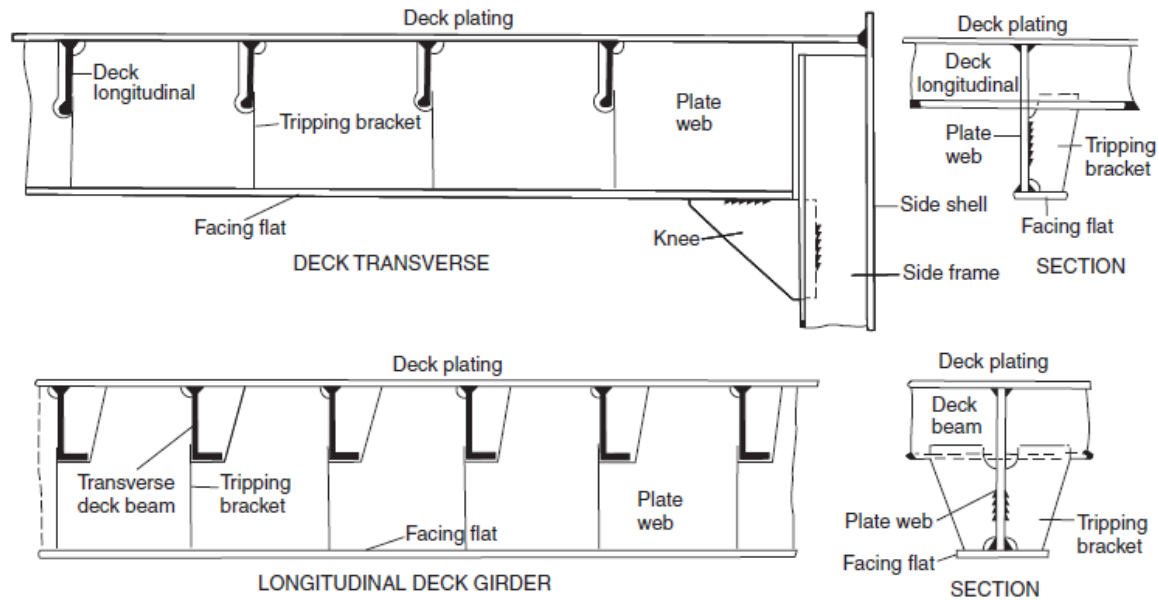 Deck plating
Deck
longitudinal
Tripping bracket
Plate
web
Facing flat
Knee
Side shell
Side frame
DECK TRANSVERSE
Deck plating
Deck
longitudinal
Plate
web
Tripping
bracket
Facing flat
SECTION
Deck plating
Transverse
deck beam
Tripping
bracket
Plate
web
Facing flat
LONGITUDINAL DECK GIRDER
Deck plating
Deck
beam
Plate web
Tripping
bracket
Facing flat
SECTION